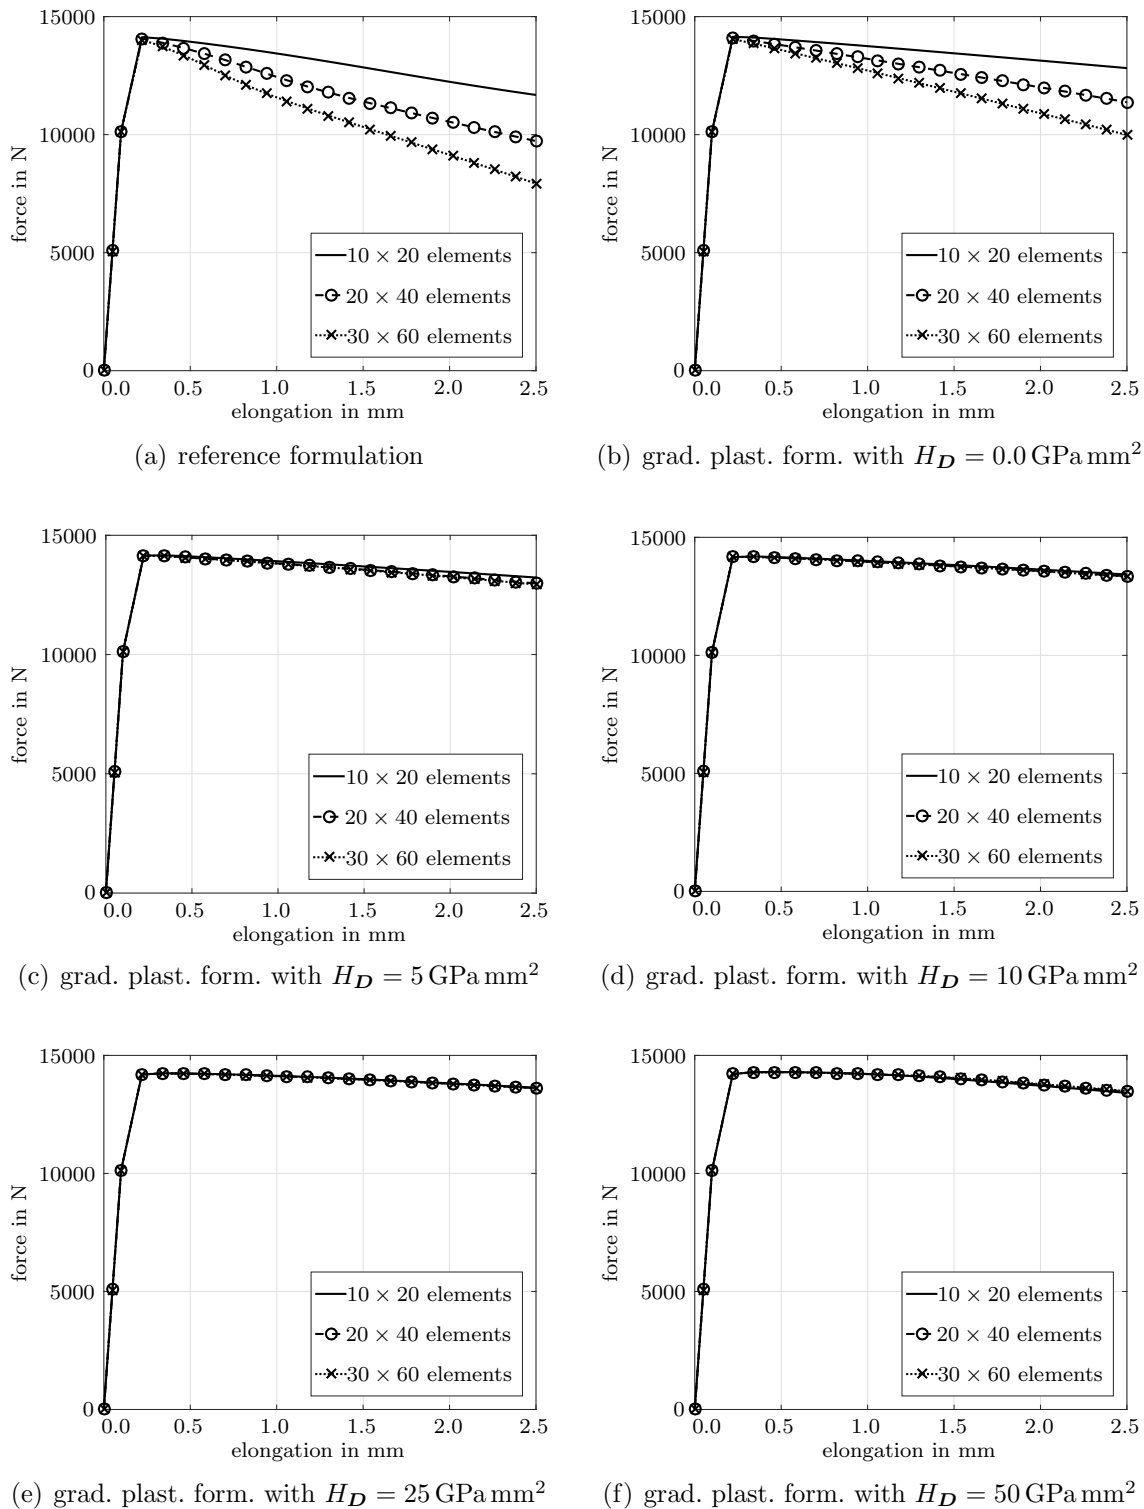 15000
10000
5000
0
force in N
10 × 20 elements
20 × 40 elements
30 × 60 elements
0.0 0.5 1.0 1.5 2.0 2.5
elongation in mm
(a) reference formulation
15000
10000
5000
0
force in N
10 × 20 elements
20 × 40 elements
30 × 60 elements
0.0 0.5 1.0 1.5 2.0 2.5
elongation in mm
(b) grad. plast. form. with H_D = 0.0 GPa mm²
15000
10000
5000
0
force in N
10 × 20 elements
20 × 40 elements
30 × 60 elements
0.0 0.5 1.0 1.5 2.0 2.5
elongation in mm
(c) grad. plast. form. with H_D = 5 GPa mm²
15000
10000
5000
0
force in N
10 × 20 elements
20 × 40 elements
30 × 60 elements
0.0 0.5 1.0 1.5 2.0 2.5
elongation in mm
(d) grad. plast. form. with H_D = 10 GPa mm²
15000
10000
5000
0
force in N
10 × 20 elements
20 × 40 elements
30 × 60 elements
0.0 0.5 1.0 1.5 2.0 2.5
elongation in mm
(e) grad. plast. form. with H_D = 25 GPa mm²
15000
10000
5000
0
force in N
10 × 20 elements
20 × 40 elements
30 × 60 elements
0.0 0.5 1.0 1.5 2.0 2.5
elongation in mm
(f) grad. plast. form. with H_D = 50 GPa mm²